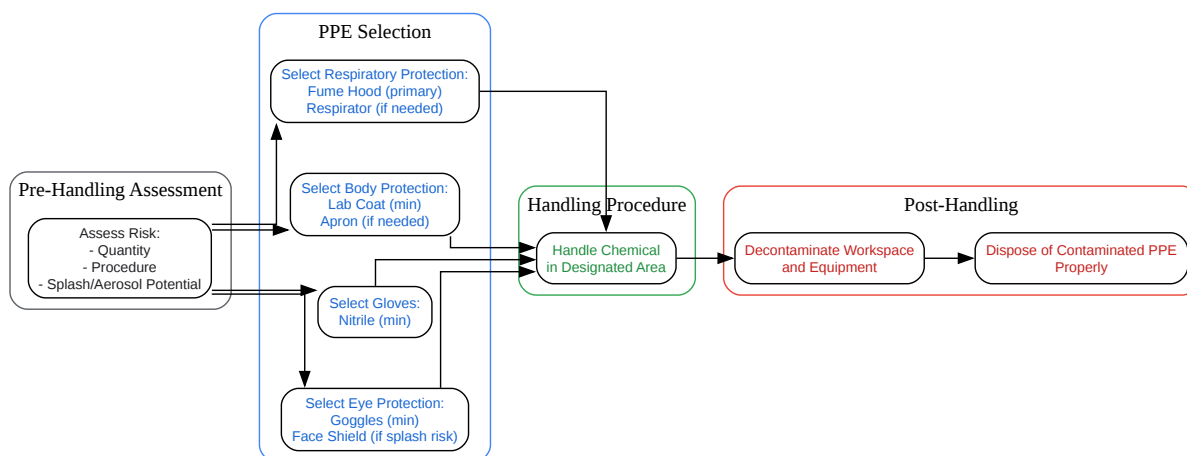 PPE Selection
Select Respiratory Protection:
Fume Hood (primary)
Respirator (if needed)
Pre-Handling Assessment
Assess Risk:
- Quantity
- Procedure
- Splash/Aerosol Potential
Select Body Protection:
Lab Coat (min)
Apron (if needed)
Select Gloves:
Nitrile (min)
Select Eye Protection:
Goggles (min)
Face Shield (if splash risk)
Handling Procedure
Handle Chemical
in Designated Area
Post-Handling
Decontaminate Workspace
and Equipment
Dispose of Contaminated PPE
Properly